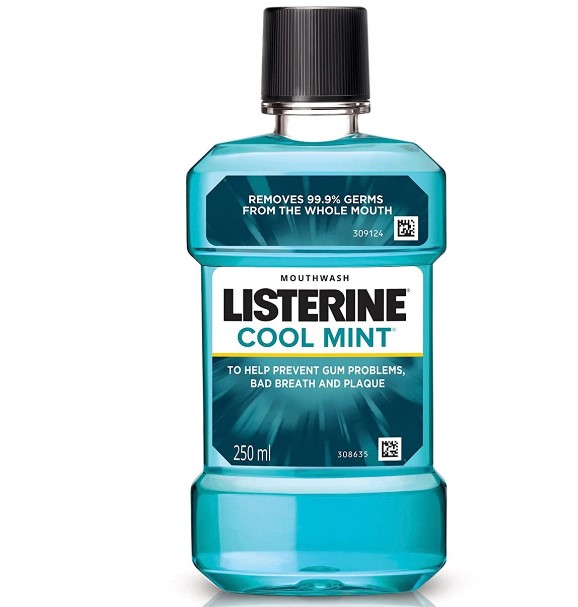 REMOVES 99.9% GERMS
FROM THE WHOLE MOUTH
309124
MOUTHWASH
LISTERINE®
COOL MINT®
TO HELP PREVENT GUM PROBLEMS,
BAD BREATH AND PLAQUE
250 ml
308635